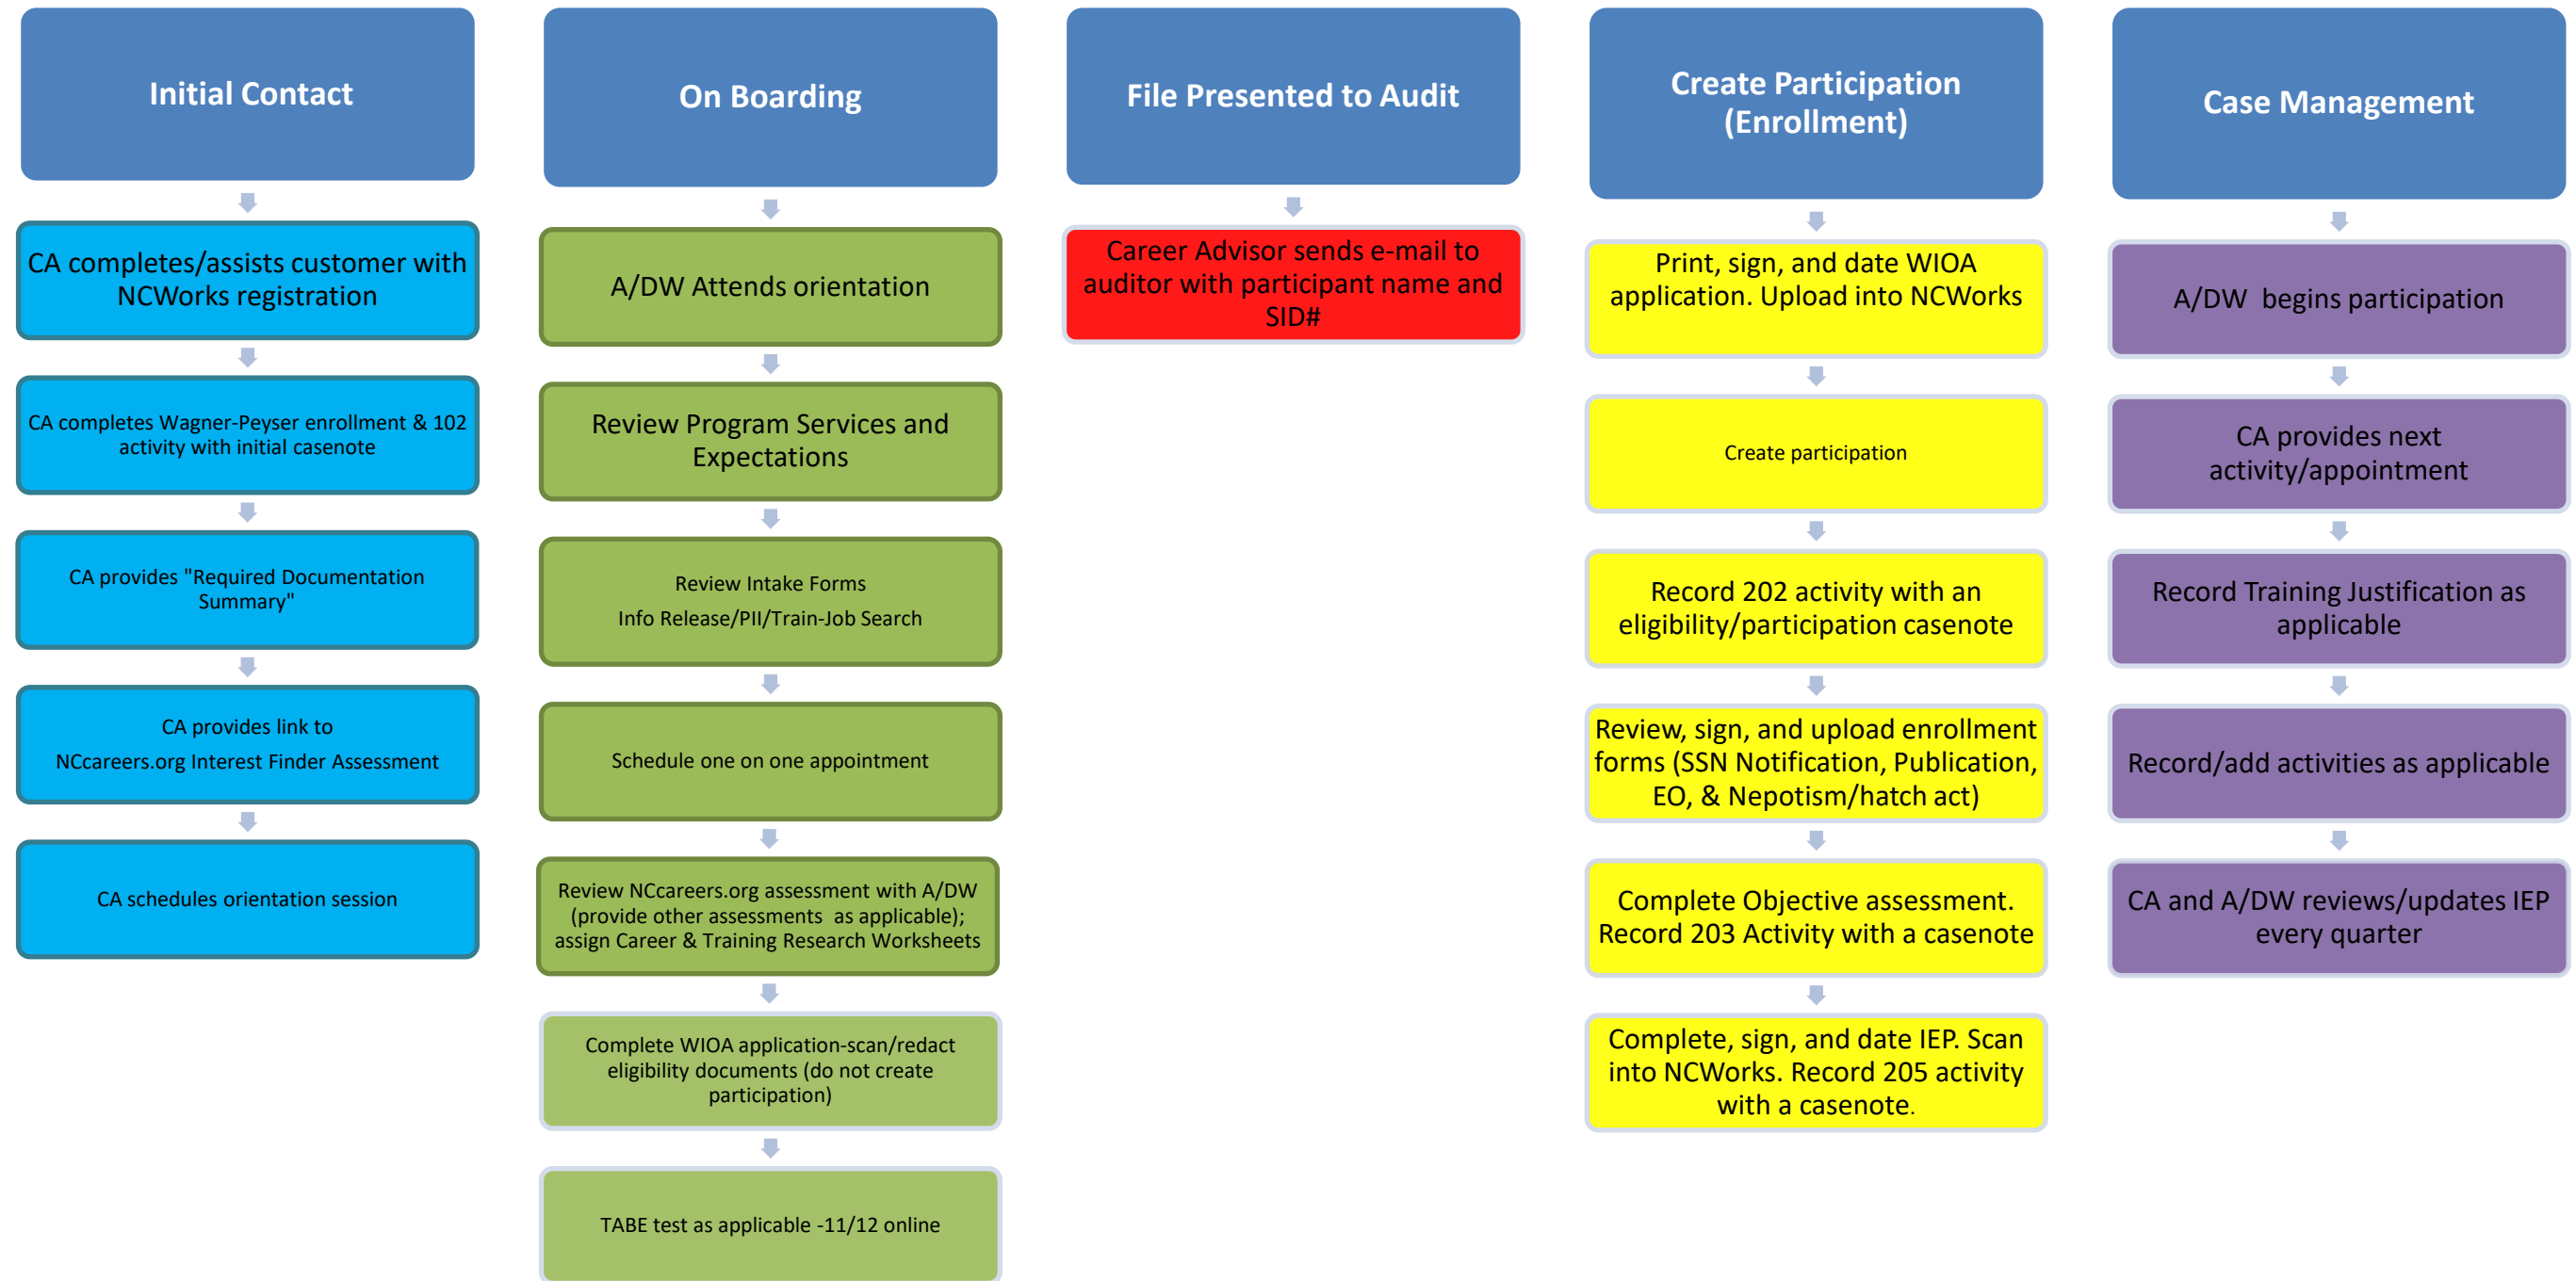 Initial Contact
CA completes/assists customer with
NCWorks registration
CA completes Wagner-Peyser enrollment & 102
activity with initial casenote
CA provides "Required Documentation
Summary"
CA provides link to
NCcareers.org Interest Finder Assessment
CA schedules orientation session
On Boarding
A/DW Attends orientation
Review Program Services and
Expectations
Review Intake Forms
Info Release/PII/Train-Job Search
Schedule one on one appointment
Review NCcareers.org assessment with A/DW
(provide other assessments as applicable);
assign Career & Training Research Worksheets
Complete WIOA application-scan/redact
eligibility documents (do not create
participation)
TABE test as applicable -11/12 online
File Presented to Audit
Career Advisor sends e-mail to
auditor with participant name and
SID#
Create Participation
(Enrollment)
Print, sign, and date WIOA
application. Upload into NCWorks
Create participation
Record 202 activity with an
eligibility/participation casenote
Review, sign, and upload enrollment
forms (SSN Notification, Publication,
EO, & Nepotism/hatch act)
Complete Objective assessment.
Record 203 Activity with a casenote
Complete, sign, and date IEP. Scan
into NCWorks. Record 205 activity
with a casenote.
Case Management
A/DW begins participation
CA provides next
activity/appointment
Record Training Justification as
applicable
Record/add activities as applicable
CA and A/DW reviews/updates IEP
every quarter